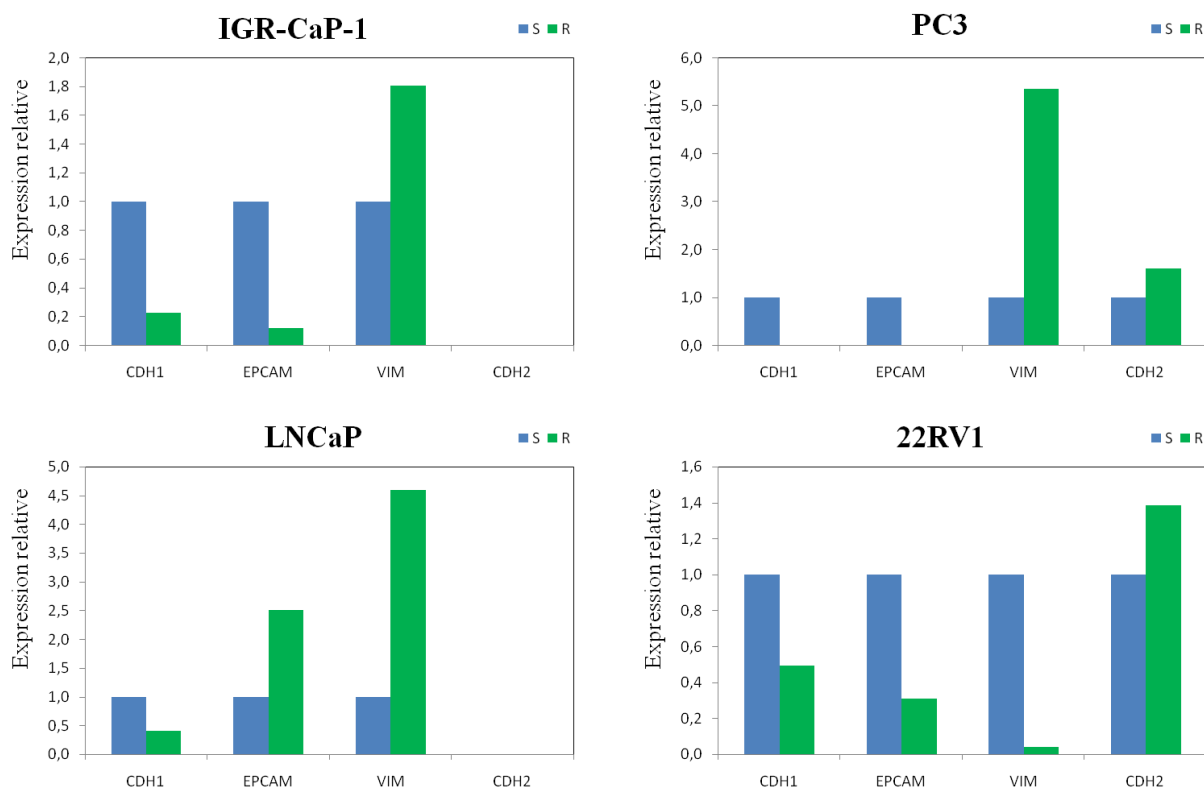 IGR-CaP-1
S R
Expression relative
2,0
1,8
1,6
1,4
1,2
1,0
0,8
0,6
0,4
0,2
0,0
CDH1 EPCAM VIM CDH2
PC3
S R
Expression relative
6,0
5,0
4,0
3,0
2,0
1,0
0,0
CDH1 EPCAM VIM CDH2
LNCaP
S R
Expression relative
5,0
4,5
4,0
3,5
3,0
2,5
2,0
1,5
1,0
0,5
0,0
CDH1 EPCAM VIM CDH2
22RV1
S R
Expression relative
1,6
1,4
1,2
1,0
0,8
0,6
0,4
0,2
0,0
CDH1 EPCAM VIM CDH2